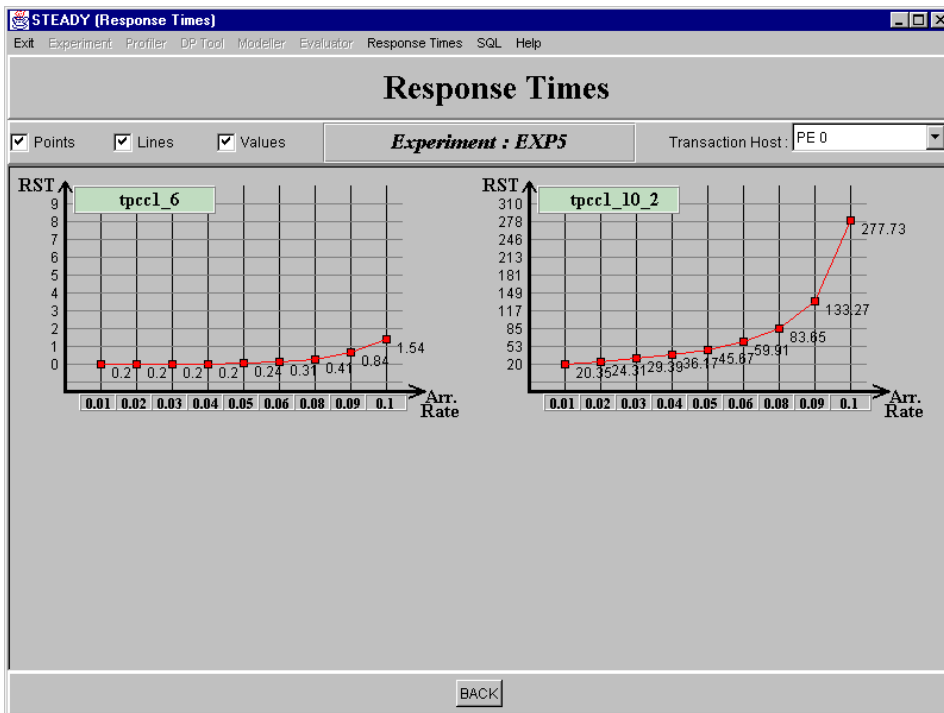 STEADY (Response Times)
Exit Experiment Profiler DP Tool Modeller Evaluator Response Times SQL Help
Response Times
Points Lines Values Experiment : EXP5 Transaction Host : PE 0
RST
tpcc1_6
9
8
7
6
5
4
3
2
1
0
0.2 0.2 0.2 0.2 0.24 0.31 0.41 0.84 1.54
0.01 0.02 0.03 0.04 0.05 0.06 0.08 0.09 0.1
Arr.
Rate
RST
tpcc1_10_2
310
278
246
213
181
149
117
85
53
20
20.35 24.31 29.39 36.17 45.67 59.91 83.65 133.27 277.73
0.01 0.02 0.03 0.04 0.05 0.06 0.08 0.09 0.1
Arr.
Rate
BACK